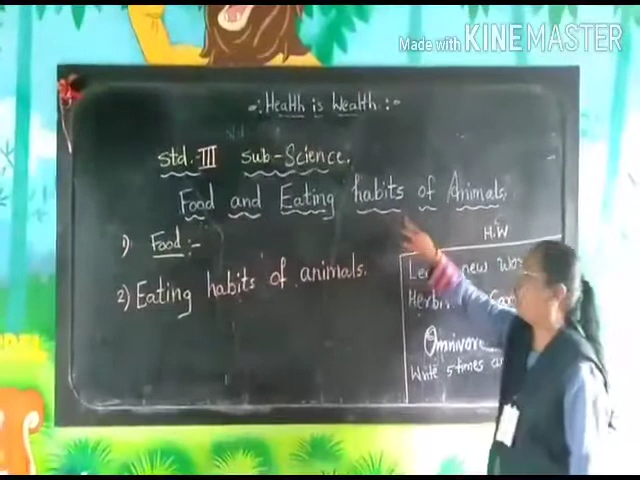 Made with KINEMASTER
.: Health is Wealth. :-
Std.-III Sub-Science.
Food and Eating habits of Animals.
1) Food :-
2) Eating habits of animals.
H.W
new
Write 5 times